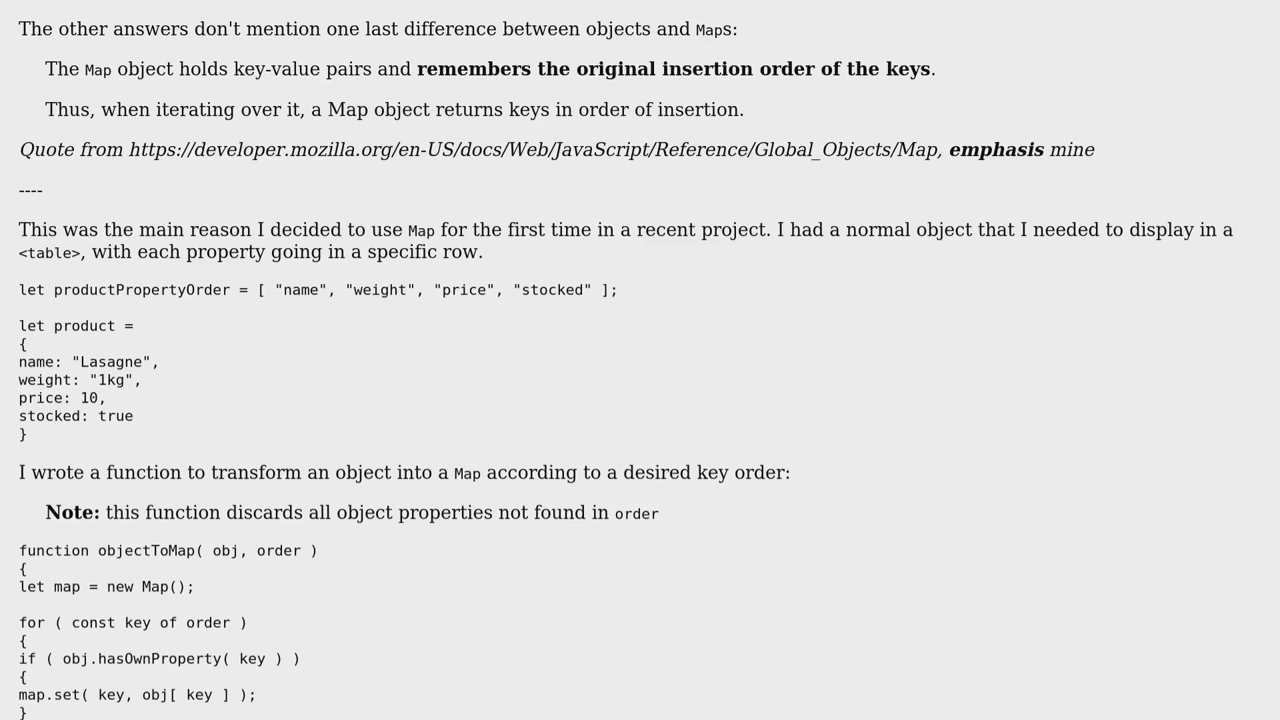 The other answers don't mention one last difference between objects and Maps:
The Map object holds key-value pairs and remembers the original insertion order of the keys.
Thus, when iterating over it, a Map object returns keys in order of insertion.
Quote from https://developer.mozilla.org/en-US/docs/Web/JavaScript/Reference/Global_Objects/Map, emphasis mine
----
This was the main reason I decided to use Map for the first time in a recent project. I had a normal object that I needed to display in a
<table>, with each property going in a specific row.
let productPropertyOrder = [ "name", "weight", "price", "stocked" ];
let product =
{
name: "Lasagne",
weight: "1kg",
price: 10,
stocked: true
}
I wrote a function to transform an object into a Map according to a desired key order:
Note: this function discards all object properties not found in order
function objectToMap( obj, order )
{
let map = new Map();
for ( const key of order )
{
if ( obj.hasOwnProperty( key ) )
{
map.set( key, obj[ key ] );
}